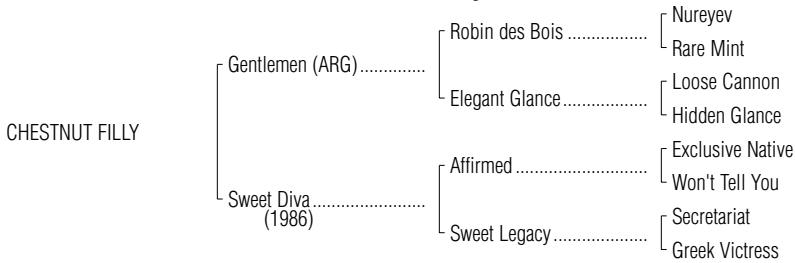 Nureyev
Robin des Bois ..................
Rare Mint
Gentlemen (ARG)..............
Loose Cannon
Elegant Glance...................
Hidden Glance
CHESTNUT FILLY
Exclusive Native
Affirmed ............................
Won't Tell You
Sweet Diva........................
(1986)
Secretariat
Sweet Legacy.....................
Greek Victress